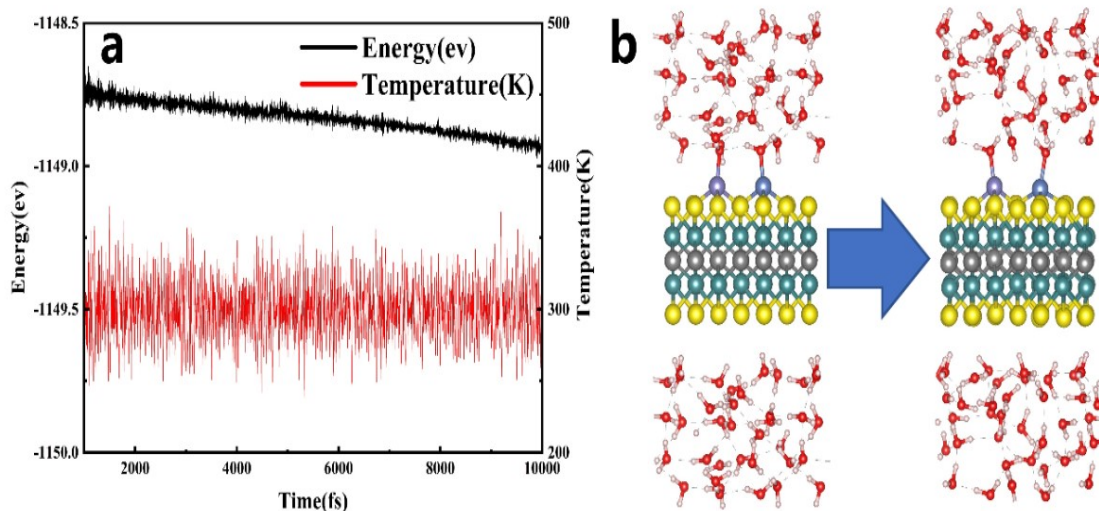 a
Energy(ev)
Temperature(K)
-1148.5
-1149.0
-1149.5
-1150.0
Energy(ev)
500
400
300
200
Temperature(K)
2000 4000 6000 8000 10000
Time(fs)
b